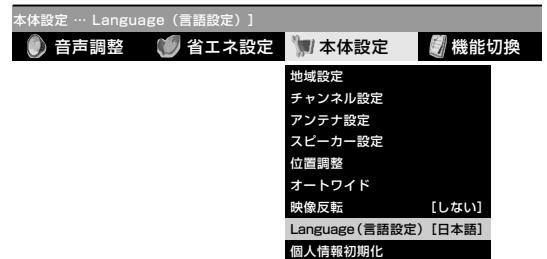 本体設定 … Language（言語設定）]
音声調整 省エネ設定 本体設定 機能切換
地域設定
チャンネル設定
アンテナ設定
スピーカー設定
位置調整
オートワイド
映像反転 [しない]
Language（言語設定） [日本語]
個人情報初期化